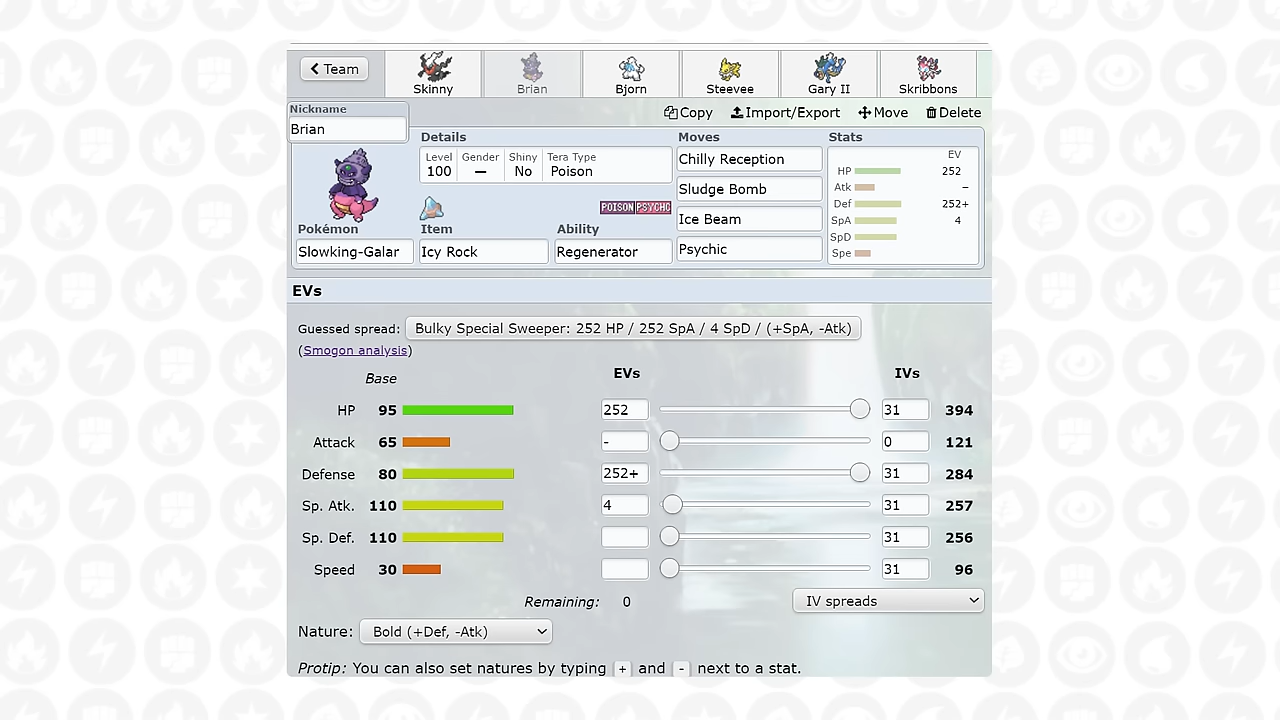 Team
Skinny
Brian
Bjorn
Steevee
Gary II
Skribbons
Nickname
Brian
Copy
Import/Export
Move
Delete
Details
Level Gender Shiny Tera Type
100 — No Poison
POISON PSYCHC
Pokémon
Slowking-Galar
Item
Icy Rock
Ability
Regenerator
Moves
Chilly Reception
Sludge Bomb
Ice Beam
Psychic
Stats
EV
HP 252
Atk –
Def 252+
SpA 4
SpD
Spe
EVs
Guessed spread: Bulky Special Sweeper: 252 HP / 252 SpA / 4 SpD / (+SpA, -Atk)
(Smogon analysis)
Base EVs IVs
HP 95 252 31 394
Attack 65 - 0 121
Defense 80 252+ 31 284
Sp. Atk. 110 4 31 257
Sp. Def. 110 31 256
Speed 30 31 96
Remaining: 0 IV spreads
Nature: Bold (+Def, -Atk)
Protip: You can also set natures by typing + and - next to a stat.